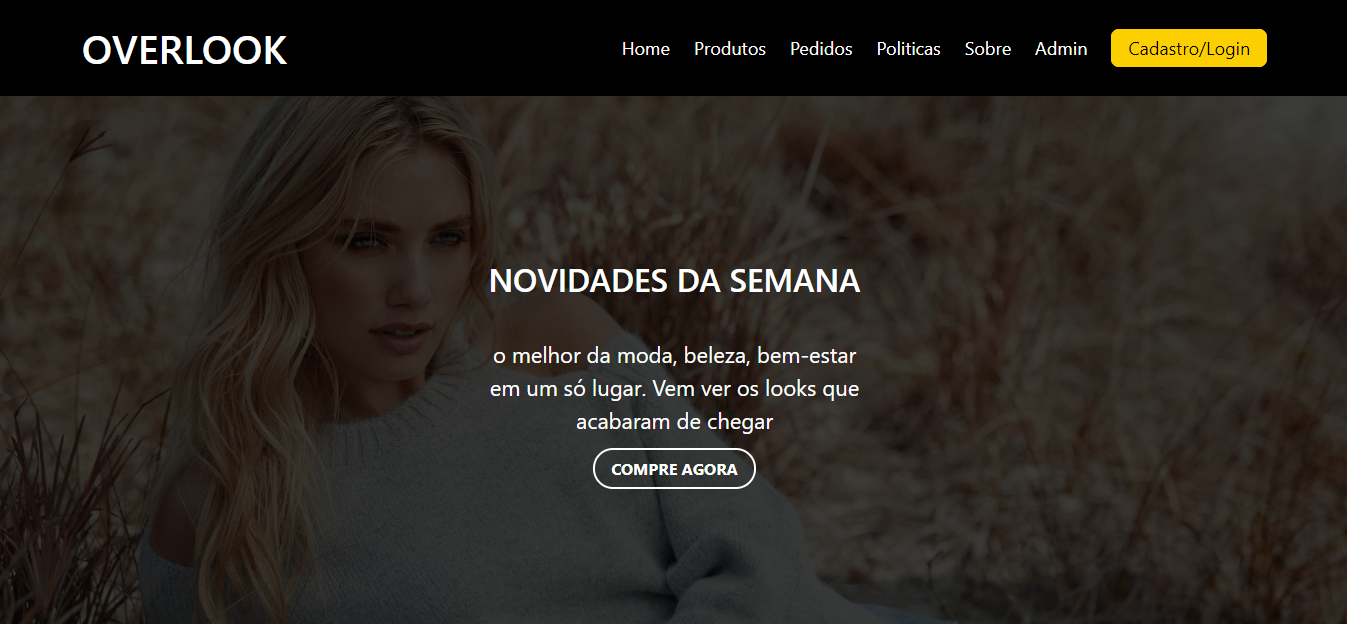 OVERLOOK
Home Produtos Pedidos Politicas Sobre Admin Cadastro/Login
NOVIDADES DA SEMANA
o melhor da moda, beleza, bem-estar
em um só lugar. Vem ver os looks que
acabaram de chegar
COMPRE AGORA